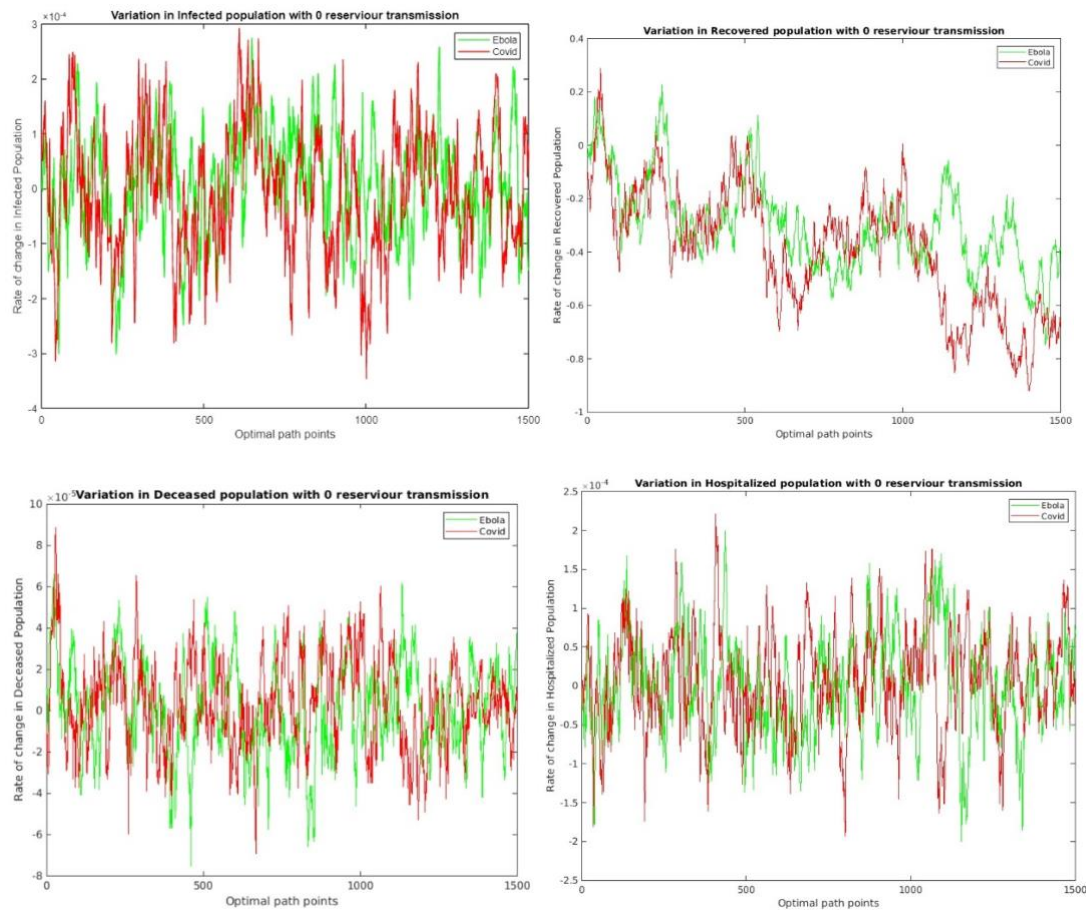 Variation in Infected population with 0 reserviour transmission
×10-4
Ebola
Covid
3
2
1
0
-1
-2
-3
-4
Rate of change in Infected Population
0
500
1000
1500
Optimal path points
Variation in Recovered population with 0 reserviour transmission
Ebola
Covid
0.4
0.2
0
-0.2
-0.4
-0.6
-0.8
-1
Rate of change in Recovered Population
0
500
1000
1500
Optimal path points
×10-5
Variation in Deceased population with 0 reserviour transmission
Ebola
Covid
10
8
6
4
2
0
-2
-4
-6
-8
Rate of change in Deceased Population
0
500
1000
1500
Optimal path points
Variation in Hospitalized population with 0 reserviour transmission
×10-4
Ebola
Covid
2.5
2
1.5
1
0.5
0
-0.5
-1
-1.5
-2
-2.5
Rate of change in Hospitalized Population
0
500
1000
1500
Optimal path points